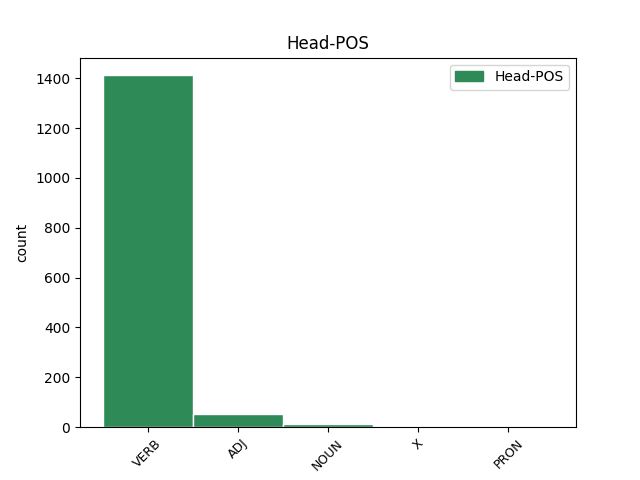 Head-POS
Head-POS
count
1400
1200
1000
800
600
400
200
0
VERB
ADJ
NOUN
X
PRON